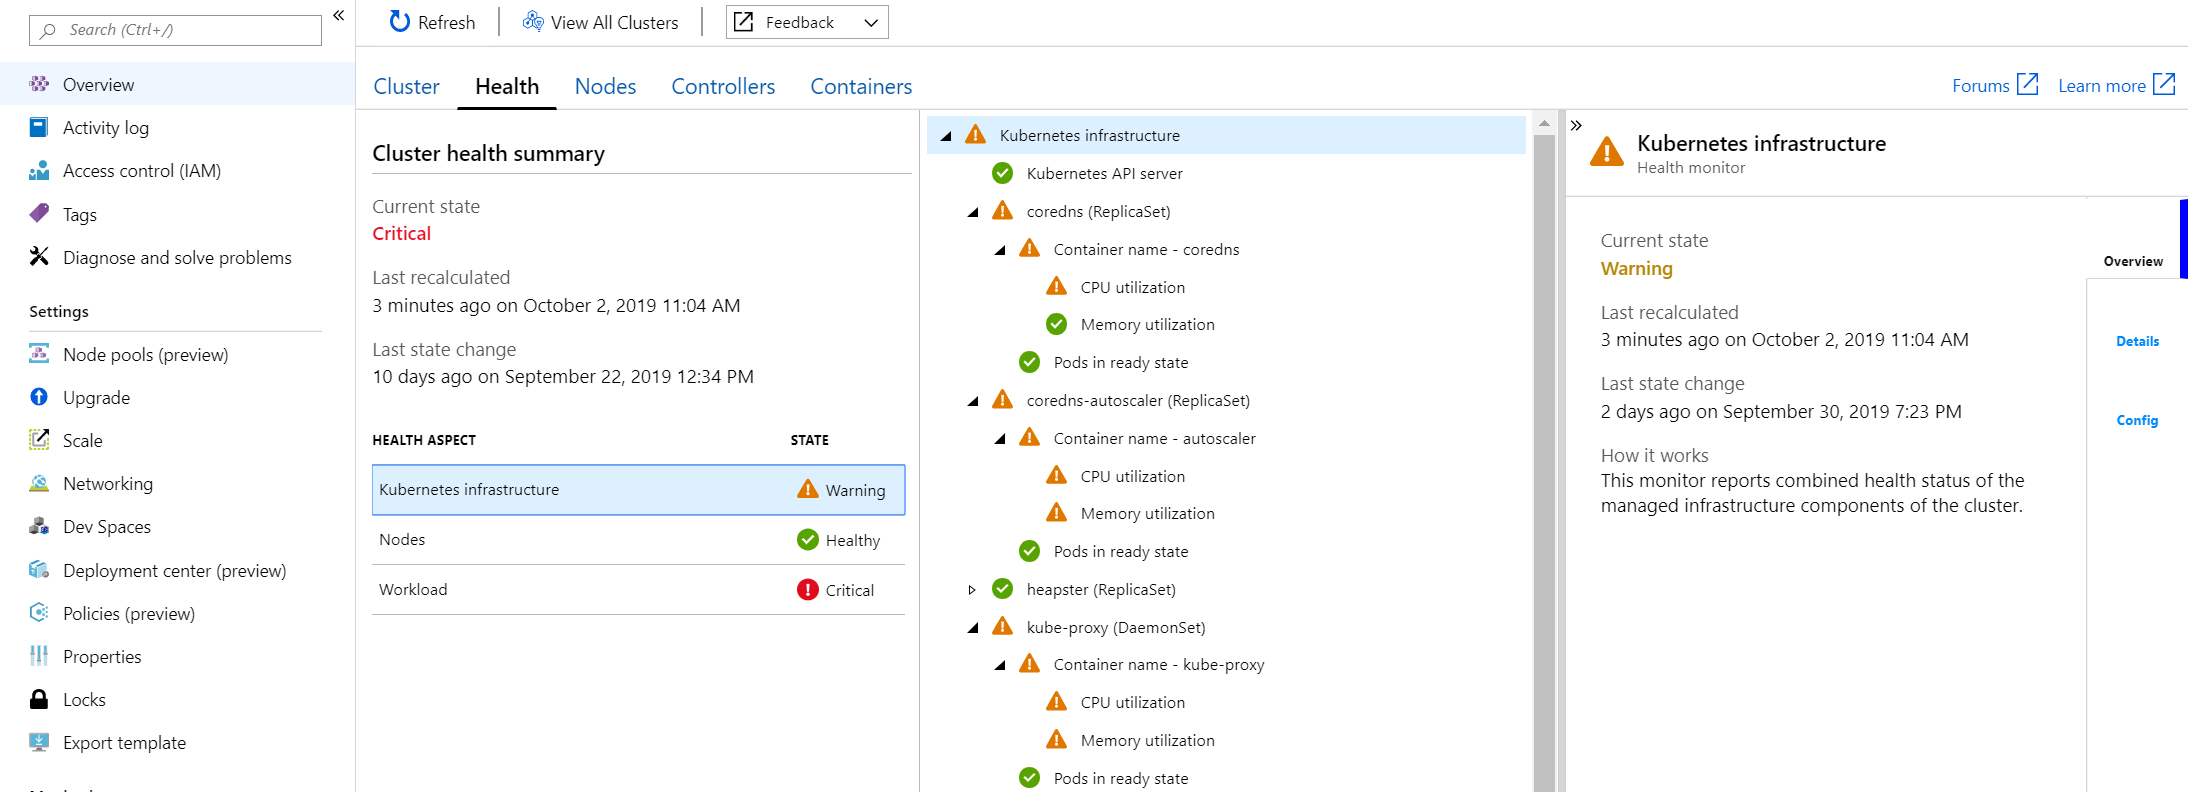 Search (Ctrl+/)
«
Overview
Activity log
Access control (IAM)
Tags
Diagnose and solve problems
Settings
Node pools (preview)
Upgrade
Scale
Networking
Dev Spaces
Deployment center (preview)
Policies (preview)
Properties
Locks
Export template
Refresh
View All Clusters
Feedback
Cluster
Health
Nodes
Controllers
Containers
Forums
Learn more
Cluster health summary
Current state
Critical
Last recalculated
3 minutes ago on October 2, 2019 11:04 AM
Last state change
10 days ago on September 22, 2019 12:34 PM
HEALTH ASPECT STATE
Kubernetes infrastructure Warning
Nodes Healthy
Workload Critical
Kubernetes infrastructure
Kubernetes API server
coredns (ReplicaSet)
Container name - coredns
CPU utilization
Memory utilization
Pods in ready state
coredns-autoscaler (ReplicaSet)
Container name - autoscaler
CPU utilization
Memory utilization
Pods in ready state
heapster (ReplicaSet)
kube-proxy (DaemonSet)
Container name - kube-proxy
CPU utilization
Memory utilization
Pods in ready state
»
Kubernetes infrastructure
Health monitor
Current state
Warning
Last recalculated
3 minutes ago on October 2, 2019 11:04 AM
Last state change
2 days ago on September 30, 2019 7:23 PM
How it works
This monitor reports combined health status of the
managed infrastructure components of the cluster.
Overview
Details
Config